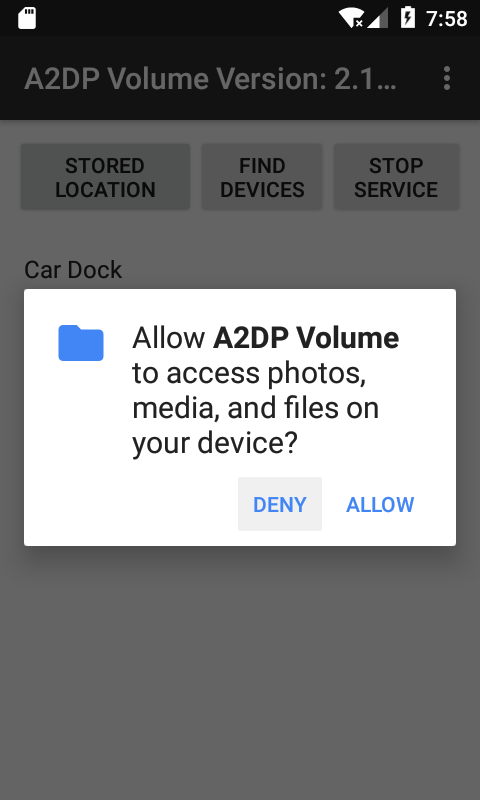 7:58
A2DP Volume Version: 2.1...
STORED
LOCATION
FIND
DEVICES
STOP
SERVICE
Car Dock
Allow A2DP Volume
to access photos,
media, and files on
your device?
DENY
ALLOW